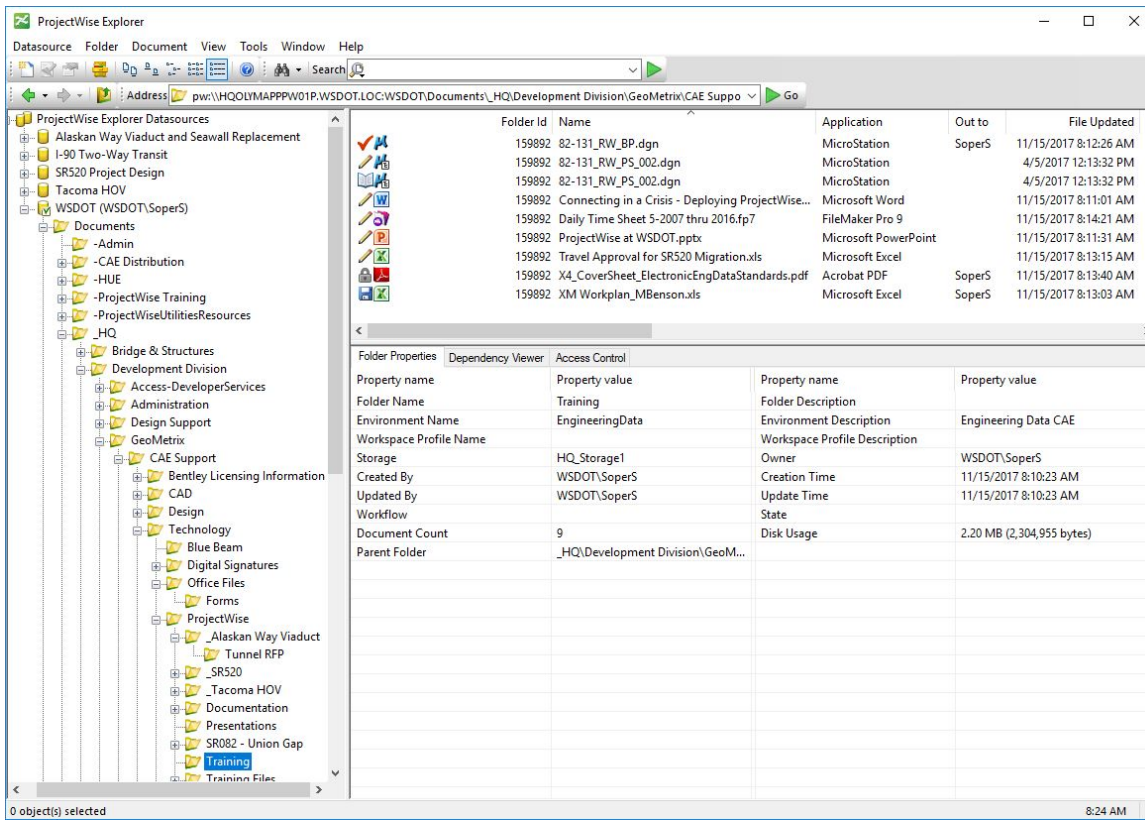 ProjectWise Explorer
Datasource Folder Document View Tools Window Help
Search
Address pw:\\HQOLYMAPPPW01P.WSDOT.LOC:WSDOT\Documents\_HQ\Development Division\GeoMetrix\CAE Suppo Go
ProjectWise Explorer Datasources
Alaskan Way Viaduct and Seawall Replacement
I-90 Two-Way Transit
SR520 Project Design
Tacoma HOV
WSDOT (WSDOT\SoperS)
Documents
-Admin
-CAE Distribution
-HUE
-ProjectWise Training
-ProjectWiseUtilitiesResources
_HQ
Bridge & Structures
Development Division
Access-DeveloperServices
Administration
Design Support
GeoMetrix
CAE Support
Bentley Licensing Information
CAD
Design
Technology
Blue Beam
Digital Signatures
Office Files
Forms
ProjectWise
_Alaskan Way Viaduct
Tunnel RFP
_SR520
_Tacoma HOV
Documentation
Presentations
SR082 - Union Gap
Training
Training Files
Folder Id Name Application Out to File Updated
159892 82-131_RW_BP.dgn MicroStation SoperS 11/15/2017 8:12:26 AM
159892 82-131_RW_PS_002.dgn MicroStation 4/5/2017 12:13:32 PM
159892 82-131_RW_PS_002.dgn MicroStation 4/5/2017 12:13:32 PM
159892 Connecting in a Crisis - Deploying ProjectWise... Microsoft Word 11/15/2017 8:11:01 AM
159892 Daily Time Sheet 5-2007 thru 2016.fp7 FileMaker Pro 9 11/15/2017 8:14:21 AM
159892 ProjectWise at WSDOT.pptx Microsoft PowerPoint 11/15/2017 8:11:31 AM
159892 Travel Approval for SR520 Migration.xls Microsoft Excel 11/15/2017 8:13:15 AM
159892 X4_CoverSheet_ElectronicEngDataStandards.pdf Acrobat PDF SoperS 11/15/2017 8:13:40 AM
159892 XM Workplan_MBenson.xls Microsoft Excel SoperS 11/15/2017 8:13:03 AM
Folder Properties Dependency Viewer Access Control
Property name Property value Property name Property value
Folder Name Training Folder Description
Environment Name EngineeringData Environment Description Engineering Data CAE
Workspace Profile Name Workspace Profile Description
Storage HQ_Storage1 Owner WSDOT\SoperS
Created By WSDOT\SoperS Creation Time 11/15/2017 8:10:23 AM
Updated By WSDOT\SoperS Update Time 11/15/2017 8:10:23 AM
Workflow State
Document Count 9 Disk Usage 2.20 MB (2,304,955 bytes)
Parent Folder _HQ\Development Division\GeoM...
0 object(s) selected 8:24 AM